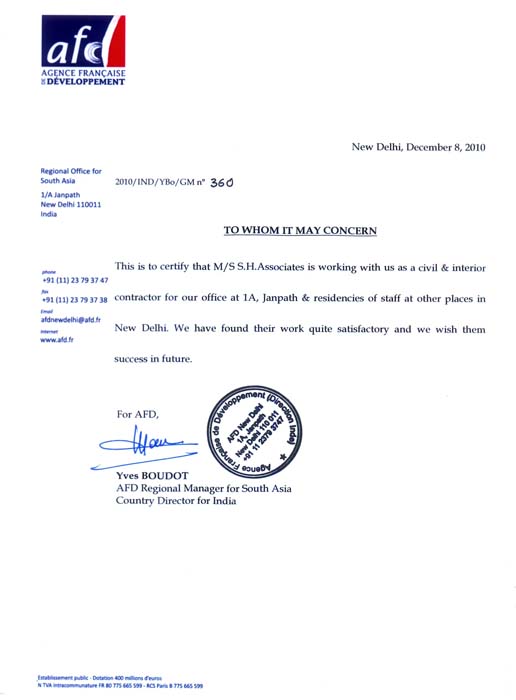 afd
AGENCE FRANÇAISE
DE DÉVELOPPEMENT
New Delhi, December 8, 2010
Regional Office for
South Asia
1/A Janpath
New Delhi 110011
India
2010/IND/YBo/GM n° 360
TO WHOM IT MAY CONCERN
phone
+91 (11) 23 79 37 47
fax
+91 (11) 23 79 37 38
Email
afdnewdelhi@afd.fr
Internet
www.afd.fr
This is to certify that M/S S.H.Associates is working with us as a civil & interior
contractor for our office at 1A, Janpath & residencies of staff at other places in
New Delhi. We have found their work quite satisfactory and we wish them
success in future.
For AFD,
Agence Française de Développement (Direction Inde)
AFD New Delhi
1A, Janpath
New Delhi 110 011
+91 11 2379 3747
Yves BOUDOT
AFD Regional Manager for South Asia
Country Director for India
Establissement public - Dotation 400 millions d'euros
N TVA intracommunature FR 80 775 665 599 - RCS Paris B 775 665 599